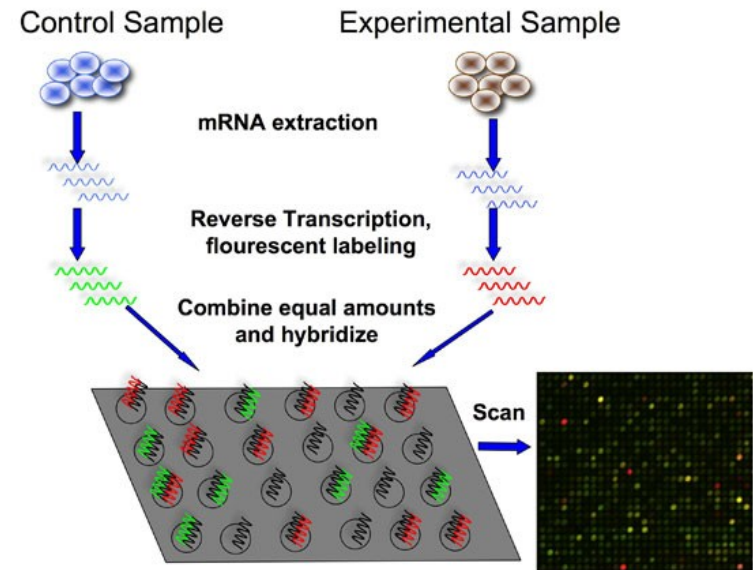 Control Sample
Experimental Sample
mRNA extraction
Reverse Transcription,
flourescent labeling
Combine equal amounts
and hybridize
Scan